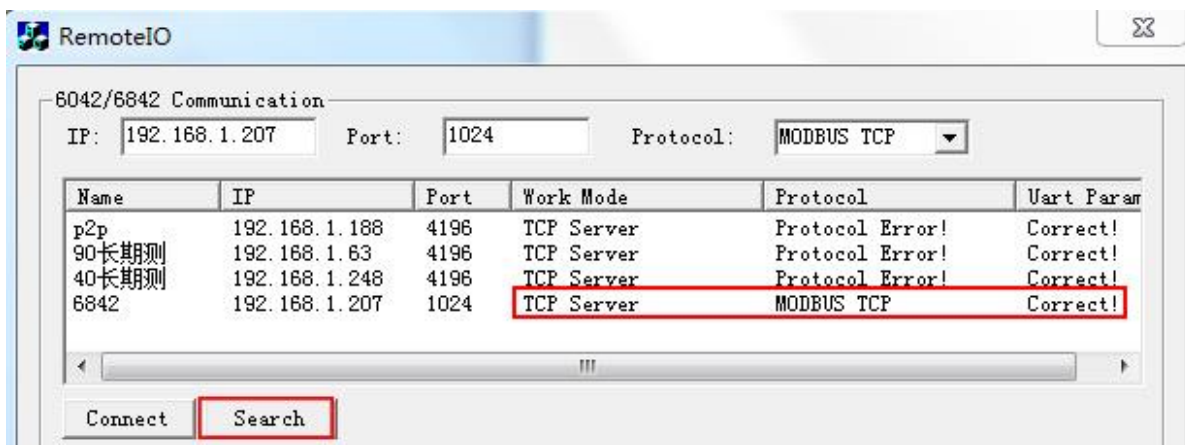 RemoteIO
6042/6842 Communication
IP: 192.168.1.207 Port: 1024 Protocol: MODBUS TCP
Name IP Port Work Mode Protocol Uart Param
p2p 192.168.1.188 4196 TCP Server Protocol Error! Correct!
90长期测 192.168.1.63 4196 TCP Server Protocol Error! Correct!
40长期测 192.168.1.248 4196 TCP Server Protocol Error! Correct!
6842 192.168.1.207 1024 TCP Server MODBUS TCP Correct!
Connect Search